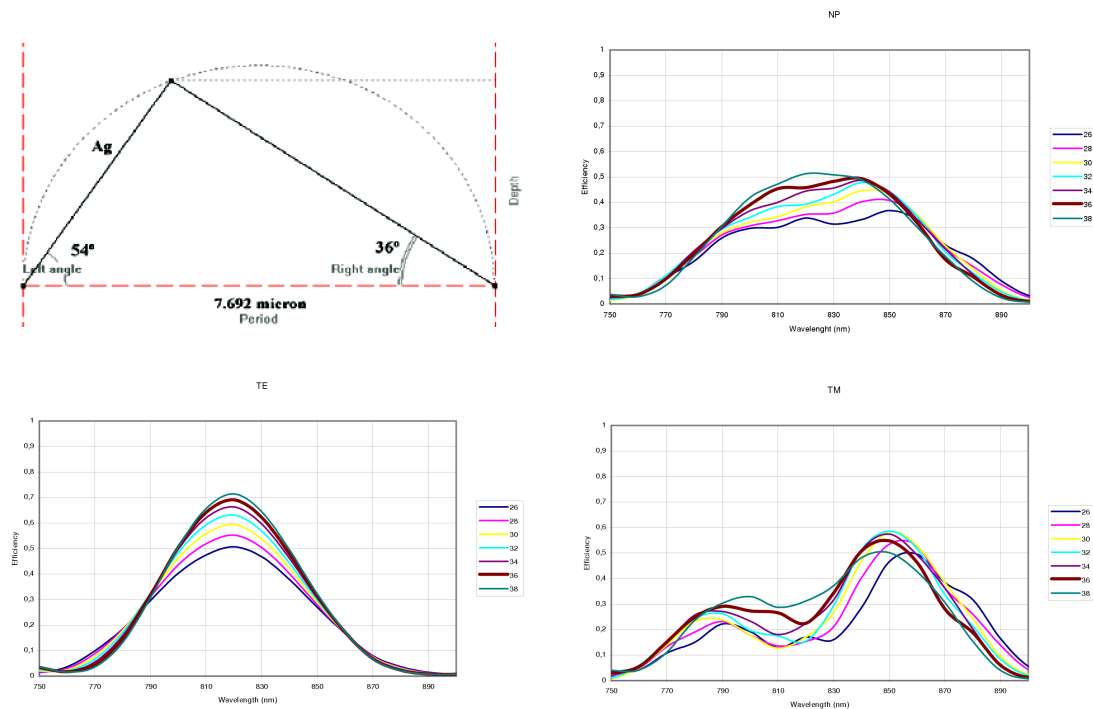 Ag
54º
Left angle
36º
Right angle
7.692 micron
Period
Depth
NP
Efficiency
1
0,9
0,8
0,7
0,6
0,5
0,4
0,3
0,2
0,1
0
750 770 790 810 830 850 870 890
Wavelenght (nm)
26
28
30
32
34
36
38
TE
Efficiency
1
0,9
0,8
0,7
0,6
0,5
0,4
0,3
0,2
0,1
0
750 770 790 810 830 850 870 890
Wavelength (nm)
26
28
30
32
34
36
38
TM
Efficiency
1
0,9
0,8
0,7
0,6
0,5
0,4
0,3
0,2
0,1
0
750 770 790 810 830 850 870 890
Wavelength (nm)
26
28
30
32
34
36
38